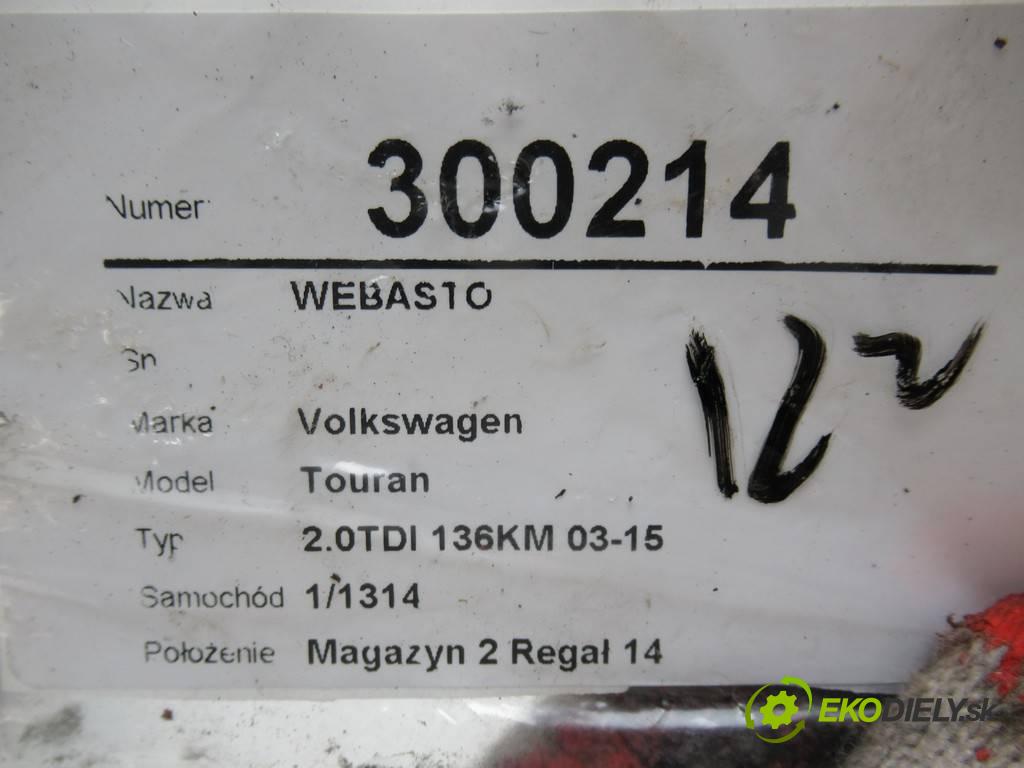 Numer 300214
Nazwa WEBASTO
Sn
Marka Volkswagen
Model Touran
Typ 2.0TDI 136KM 03-15
Samochód 1/1314
Położenie Magazyn 2 Regał 14
EKODIELY.sk